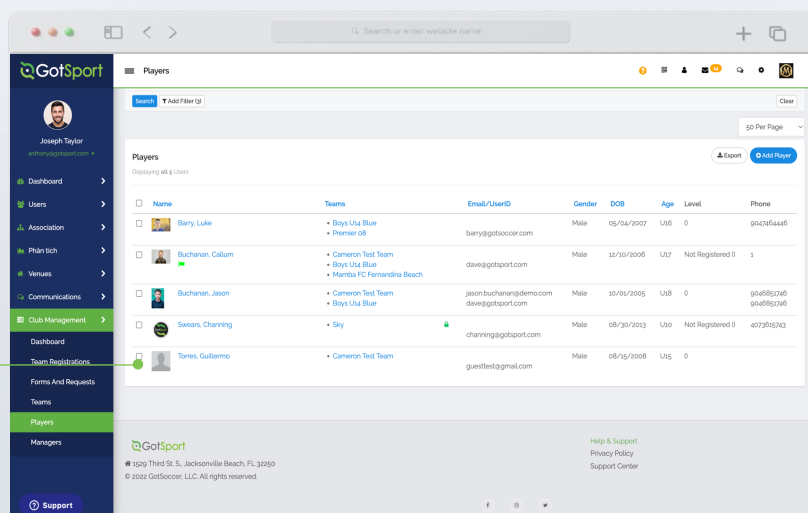 Search or enter website name
GotSport
Players
14
Joseph Taylor
anthony@gotsport.com
Search Add Filter (3) Clear
50 Per Page
Players
Displaying all 5 Users
Export Add Player
Name Teams Email/UserID Gender DOB Age Level Phone
Barry, Luke • Boys U14 Blue Male 05/04/2007 U16 0 9047464446
• Premier 08 barry@gotsoccer.com
Buchanan, Callum • Cameron Test Team Male 12/10/2006 U17 Not Registered () 1
• Boys U14 Blue dave@gotsport.com
• Mamba FC Fernandina Beach
Buchanan, Jason • Cameron Test Team jason.buchanan@demo.com Male 10/01/2005 U18 0 9046851746
• Boys U14 Blue dave@gotsport.com 9046851746
Swears, Channing • Sky Male 08/30/2013 U10 Not Registered () 4073615743
channing@gotsport.com
Torres, Guillermo • Cameron Test Team Male 08/15/2008 U15 0
guesttest@gmail.com
Dashboard
Users
Association
Phân tích
Venues
Communications
Club Management
Dashboard
Team Registrations
Forms And Requests
Teams
Players
Managers
Support
GotSport
1529 Third St. S., Jacksonville Beach, FL 32250
© 2022 GotSoccer, LLC. All rights reserved.
Help & Support
Privacy Policy
Support Center